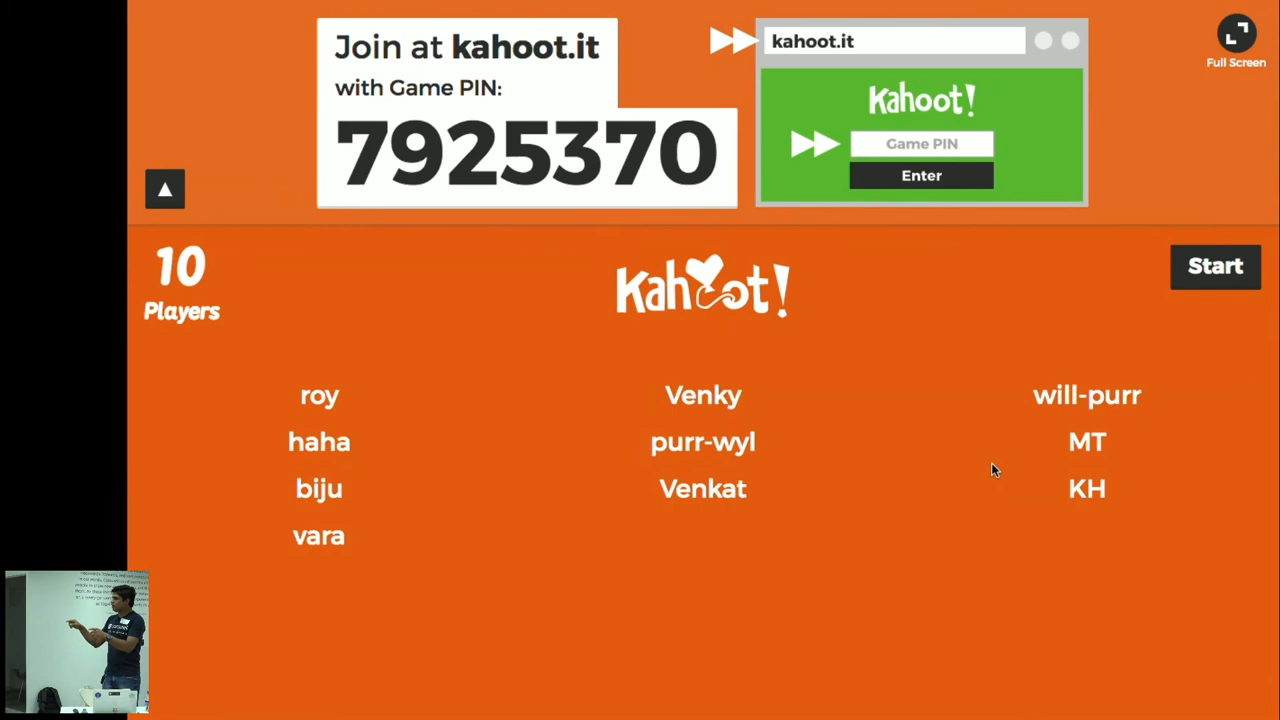 Join at kahoot.it
with Game PIN:
7925370
kahoot.it
Kahoot!
Game PIN
Enter
Full Screen
10
Players
Kahoot!
Start
roy
Venky
will-purr
haha
purr-wyl
MT
biju
Venkat
KH
vara